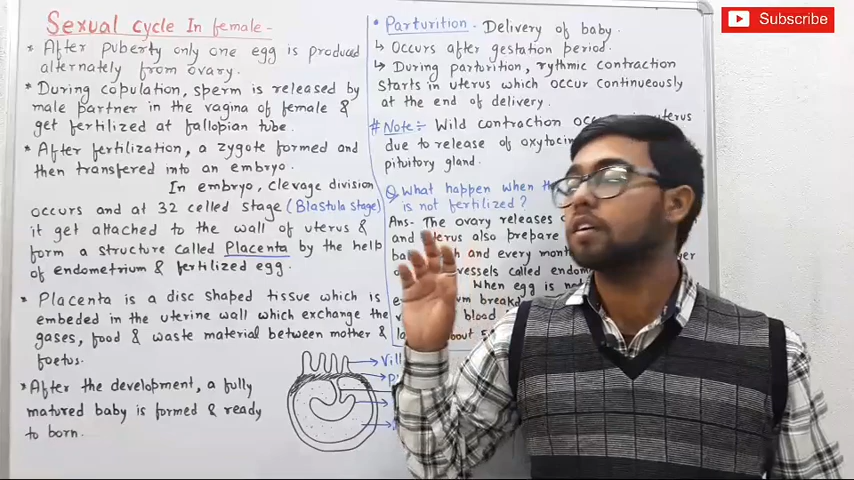 Sexual cycle In female -
* After puberty only one egg is produced
alternately from ovary.
* During copulation, sperm is released by
male partner in the vagina of female &
get fertilized at fallopian tube.
* After fertilization, a zygote formed and
then transfered into an embryo.
In embryo, clevage division
occurs and at 32 celled stage (Blastula stage)
it get attached to the wall of uterus &
form a structure called Placenta by the help
of endometrium & fertilized egg.
* Placenta is a disc shaped tissue which is
embeded in the uterine wall which exchange the
gases, food & waste material between mother &
foetus.
* After the development, a fully
matured baby is formed & ready
to born.
• Parturition - Delivery of baby.
↳ Occurs after gestation period.
↳ During parturition, rythmic contraction
starts in uterus which occur continueously
at the end of delivery.
# Note:- Wild contraction uterus
due to release of
pituitory gland.
Q What happen when
is not fertilized?
Ans- The ovary releases
and uterus also prepare
and every
vessels called
When egg is
blood
about
Subscribe